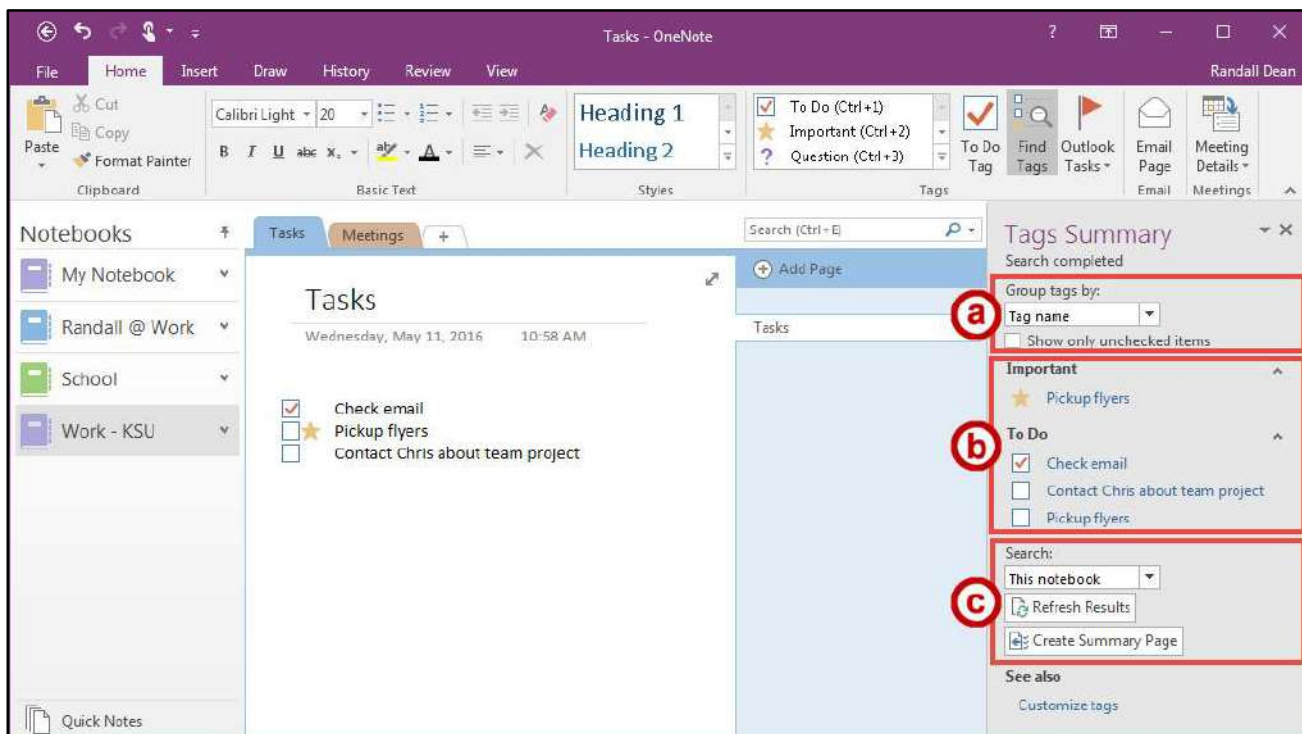 Tasks - OneNote
?
File Home Insert Draw History Review View Randall Dean
Paste
Cut
Copy
Format Painter
Clipboard
Calibri Light 20
B I U abc x₂ ab A
Basic Text
Heading 1
Heading 2
Styles
To Do (Ctrl+1)
Important (Ctrl+2)
? Question (Ctrl+3)
To Do Tag
Find Tags
Outlook Tasks
Tags
Email Page
Email
Meeting Details
Meetings
Notebooks
My Notebook
Randall @ Work
School
Work - KSU
Quick Notes
Tasks Meetings +
Search (Ctrl+E)
Add Page
Tasks
Tasks
Wednesday, May 11, 2016 10:58 AM
Check email
Pickup flyers
Contact Chris about team project
Tags Summary
Search completed
a
Group tags by:
Tag name
Show only unchecked items
b
Important
Pickup flyers
To Do
Check email
Contact Chris about team project
Pickup flyers
c
Search:
This notebook
Refresh Results
Create Summary Page
See also
Customize tags